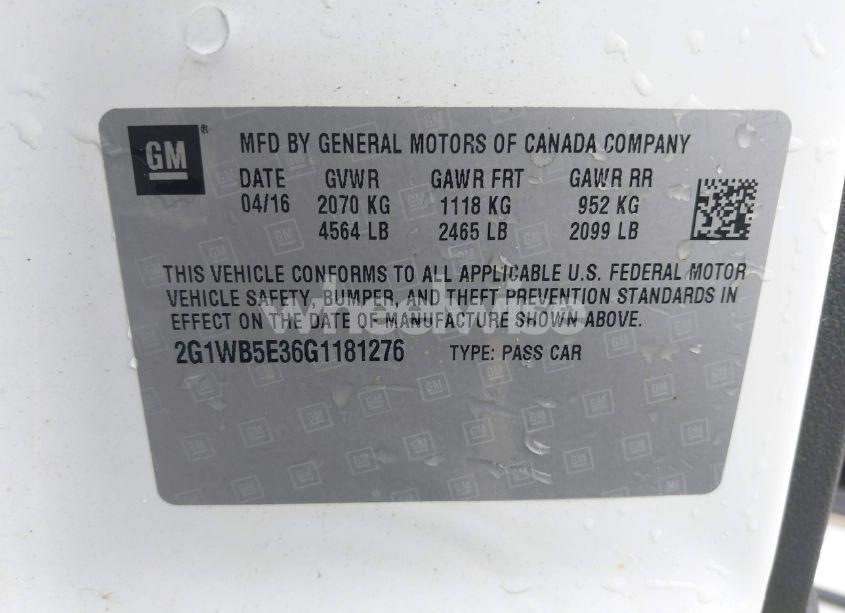 GM ® MFD BY GENERAL MOTORS OF CANADA COMPANY
DATE GVWR GAWR FRT GAWR RR
04/16 2070 KG 1118 KG 952 KG
4564 LB 2465 LB 2099 LB
THIS VEHICLE CONFORMS TO ALL APPLICABLE U.S. FEDERAL MOTOR
VEHICLE SAFETY, BUMPER, AND THEFT PREVENTION STANDARDS IN
EFFECT ON THE DATE OF MANUFACTURE SHOWN ABOVE.
2G1WB5E36G1181276 TYPE: PASS CAR